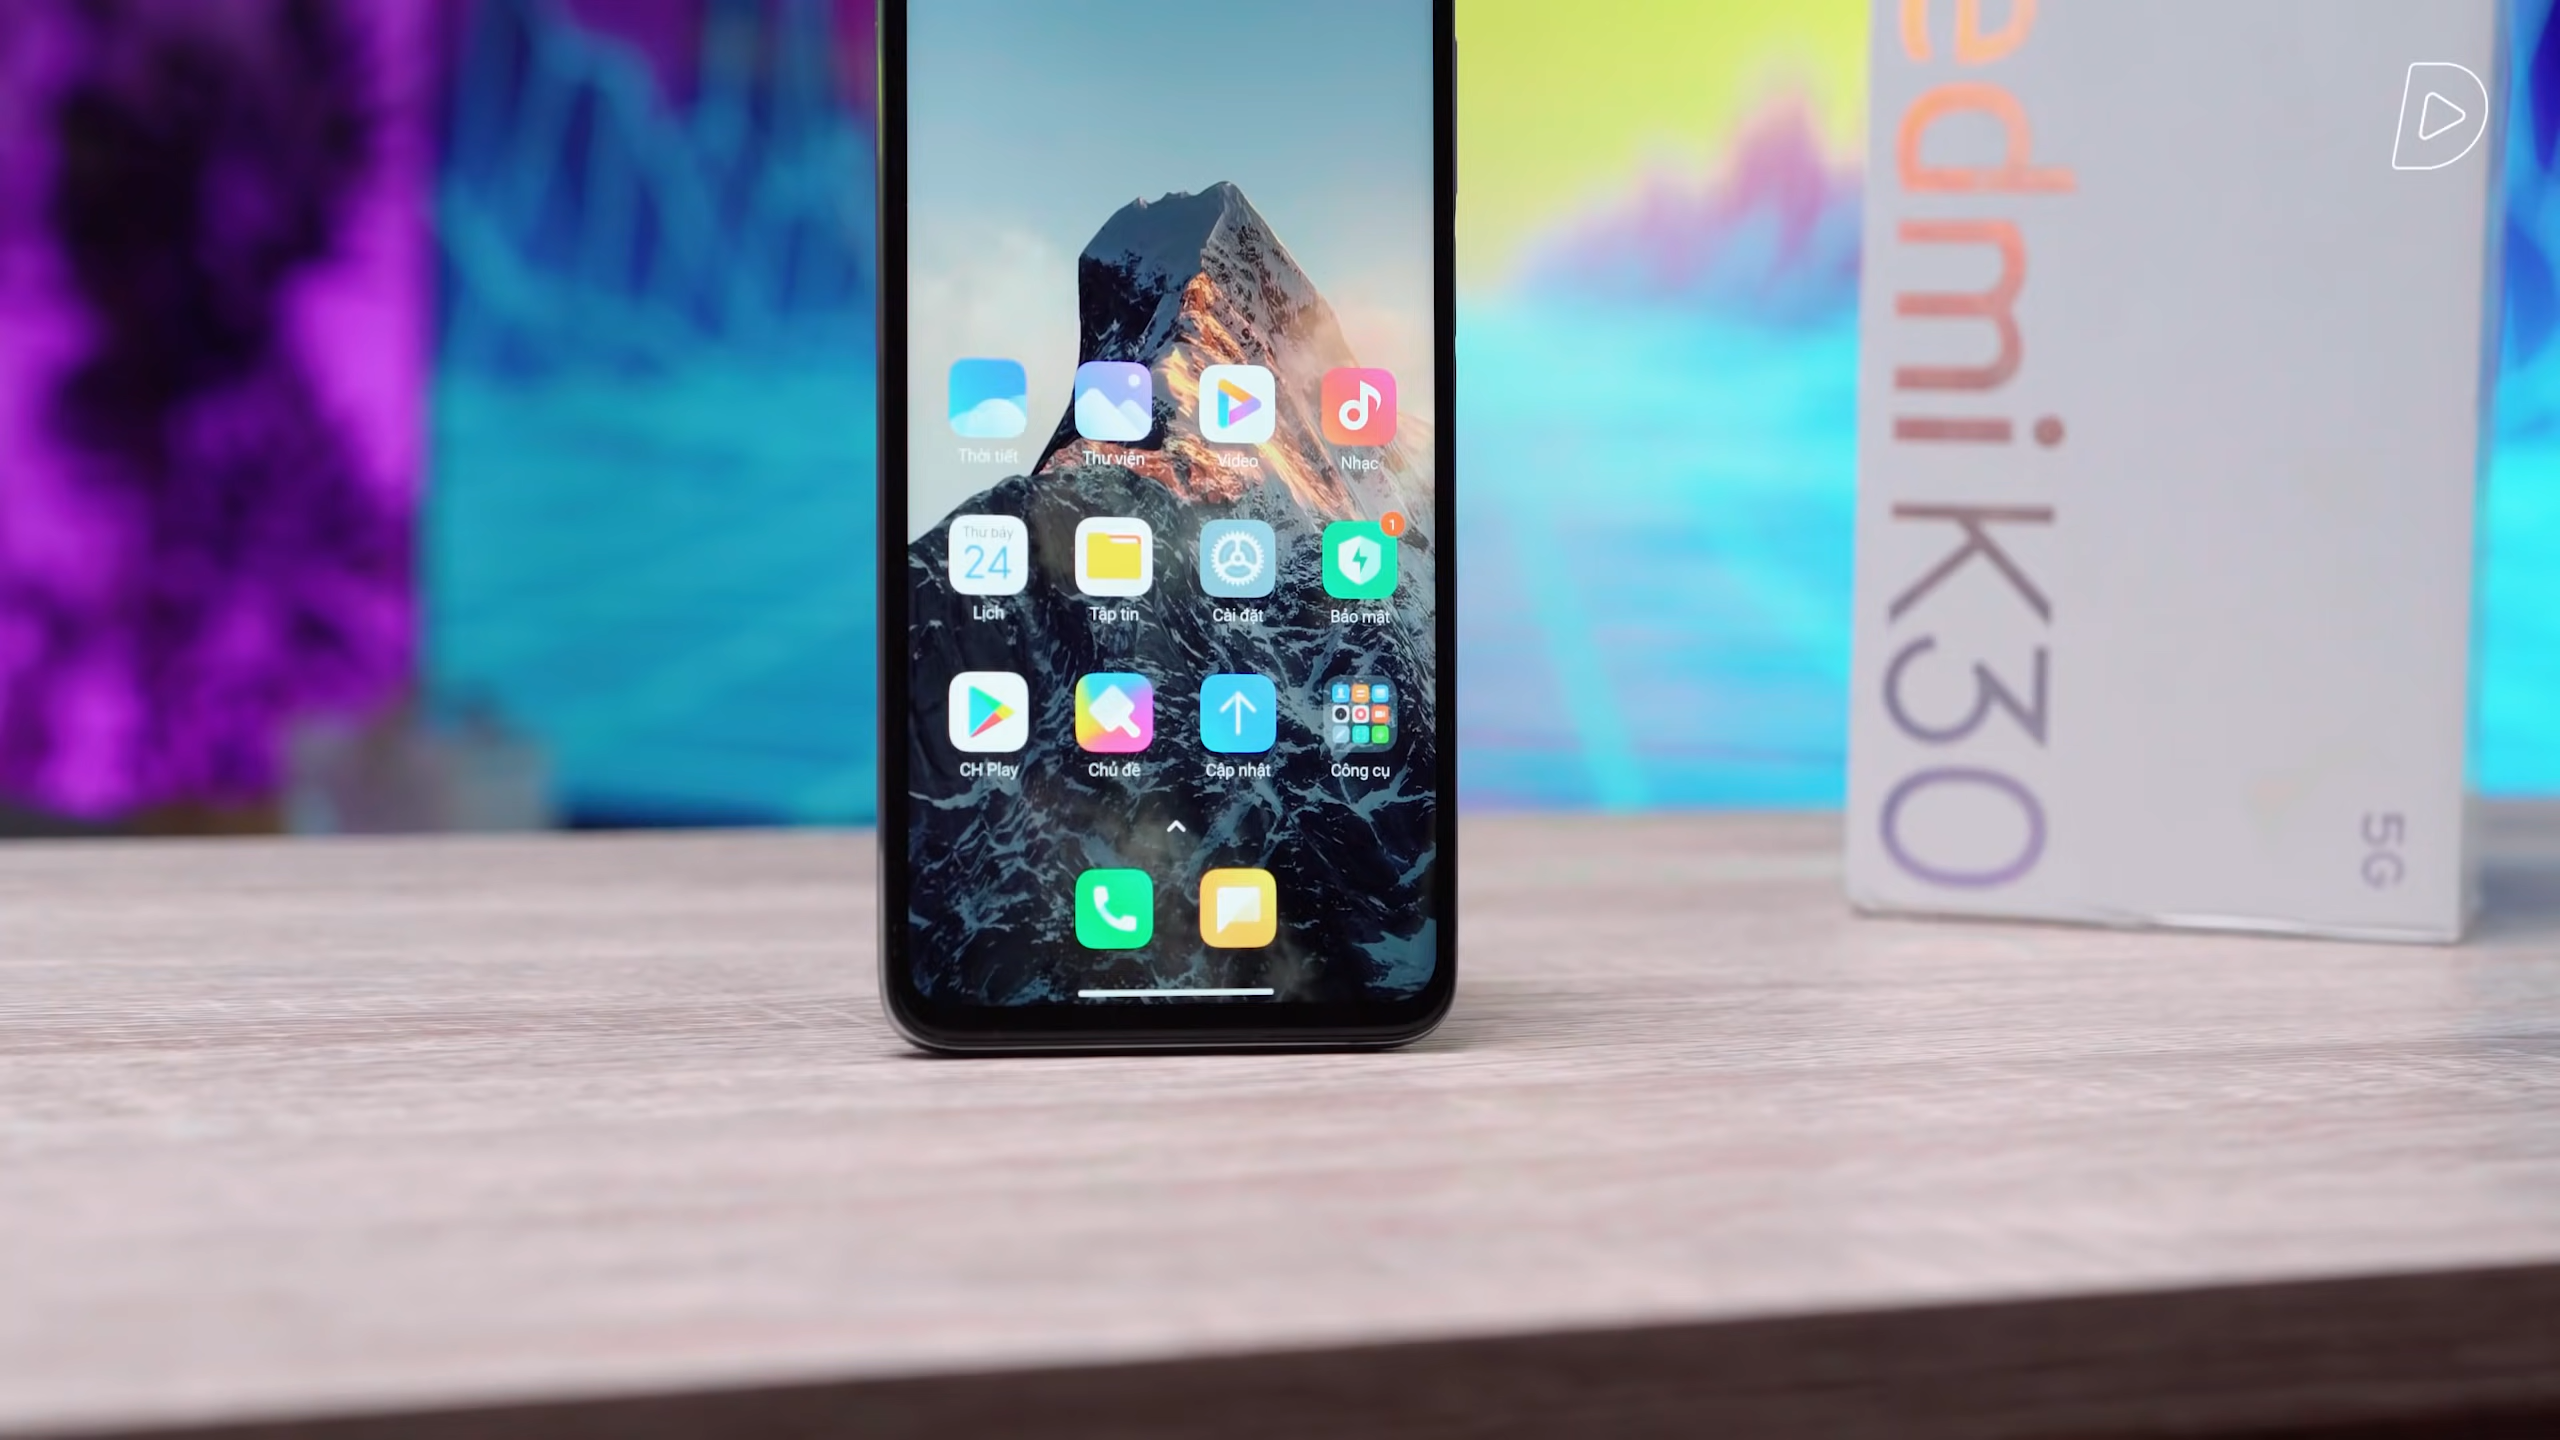 Thời tiết
Thư viện
Video
Nhạc
Thứ bảy
24
Lịch
Tập tin
Cài đặt
1
Bảo mật
CH Play
Chủ đề
Cập nhật
Công cụ
edmi K30
5G